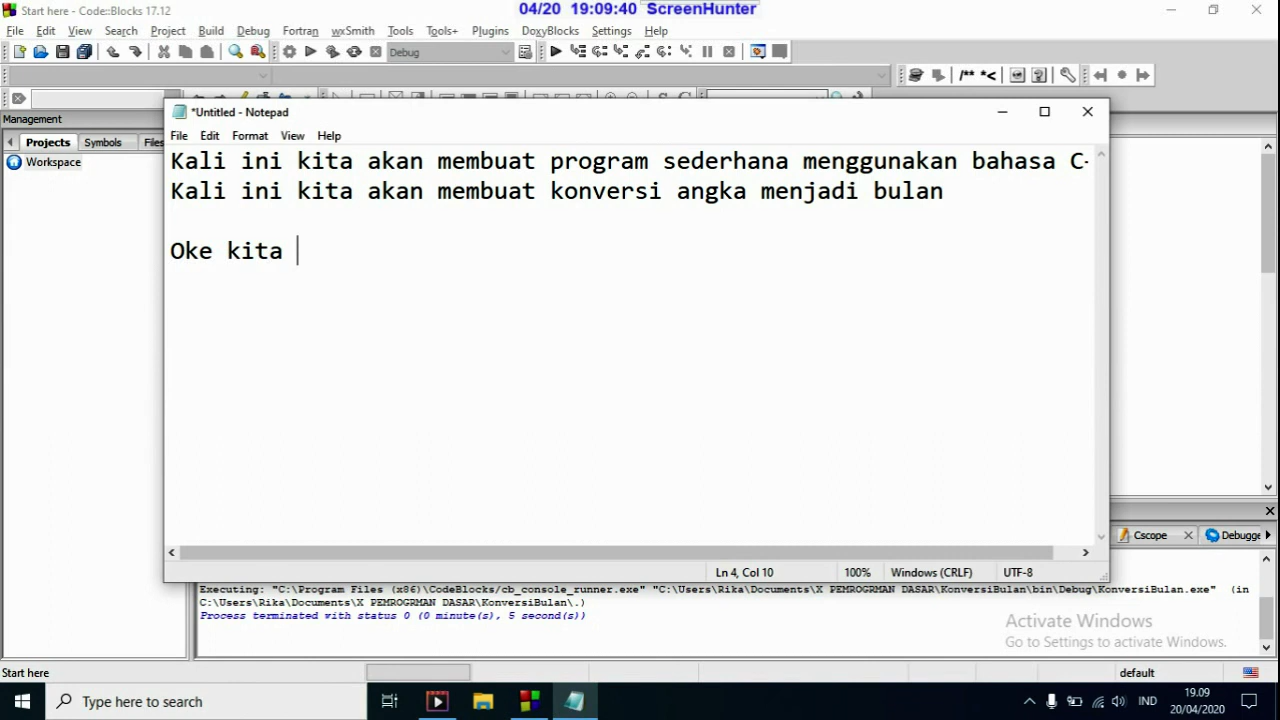 Start here - Code::Blocks 17.12
04/20 19:09:40 ScreenHunter
File Edit View Search Project Build Debug Fortran wxSmith Tools Tools+ Plugins DoxyBlocks Settings Help
Debug
/** *<
Management
Projects Symbols Files
Workspace
*Untitled - Notepad
File Edit Format View Help
Kali ini kita akan membuat program sederhana menggunakan bahasa C-
Kali ini kita akan membuat konversi angka menjadi bulan
Oke kita
Ln 4, Col 10 100% Windows (CRLF) UTF-8
Cscope Debugge
Executing: "C:\Program Files (x86)\CodeBlocks/cb_console_runner.exe" "C:\Users\Rika\Documents\X PEMROGRMAN DASAR\KonversiBulan\bin\Debug\KonversiBulan.exe" (in
C:\Users\Rika\Documents\X PEMROGRMAN DASAR\KonversiBulan\.)
Process terminated with status 0 (0 minute(s), 5 second(s))
Activate Windows
Go to Settings to activate Windows.
Start here default
Type here to search
IND
19.09
20/04/2020